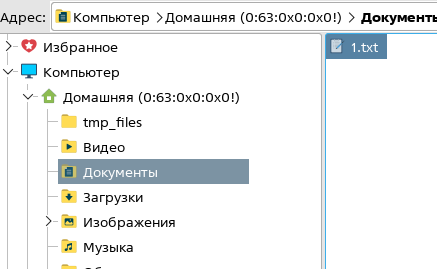 Адрес: Компьютер Домашняя (0:63:0x0:0x0!) Документы
Избранное
1.txt
Компьютер
Домашняя (0:63:0x0:0x0!)
tmp_files
Видео
Документы
Загрузки
Изображения
Музыка